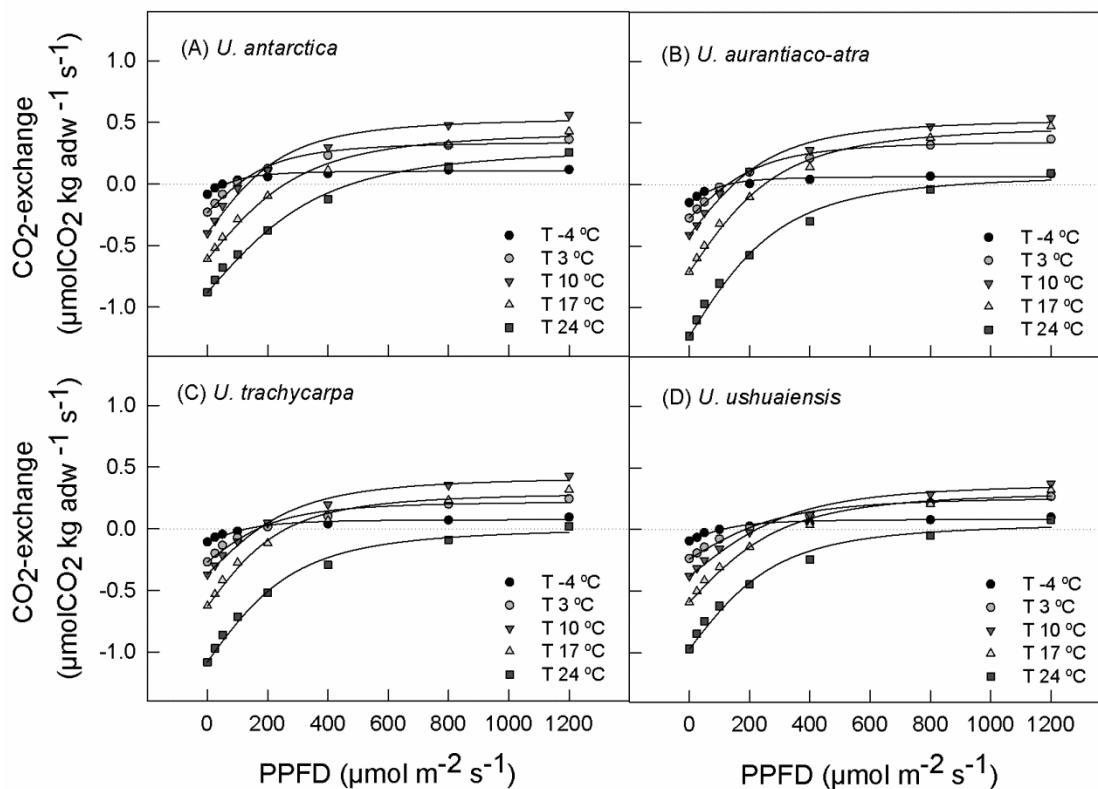 CO2-exchange
(µmolCO2 kg adw -1 s-1)
1.0
0.5
0.0
-0.5
-1.0
(A) U. antarctica
T -4 ºC
T 3 ºC
T 10 ºC
T 17 ºC
T 24 ºC
(B) U. aurantiaco-atra
T -4 ºC
T 3 ºC
T 10 ºC
T 17 ºC
T 24 ºC
CO2-exchange
(µmolCO2 kg adw -1 s-1)
1.0
0.5
0.0
-0.5
-1.0
(C) U. trachycarpa
T -4 ºC
T 3 ºC
T 10 ºC
T 17 ºC
T 24 ºC
(D) U. ushuaiensis
T -4 ºC
T 3 ºC
T 10 ºC
T 17 ºC
T 24 ºC
0 200 400 600 800 1000 1200
0 200 400 600 800 1000 1200
PPFD (µmol m-2 s-1)
PPFD (µmol m-2 s-1)